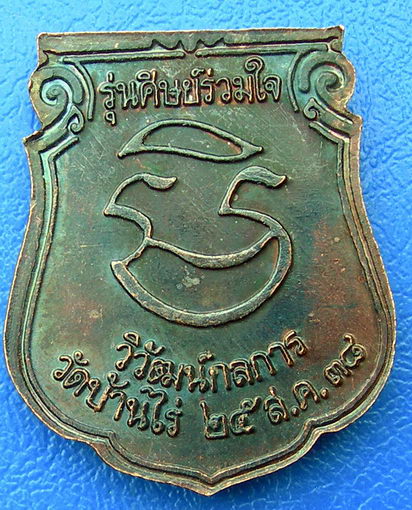 รุ่นศิษย์ร่วมใจ
วิวัฒน์กลการ
วัดบ้านไร่ ๒๕ ส.ค. ๓๘